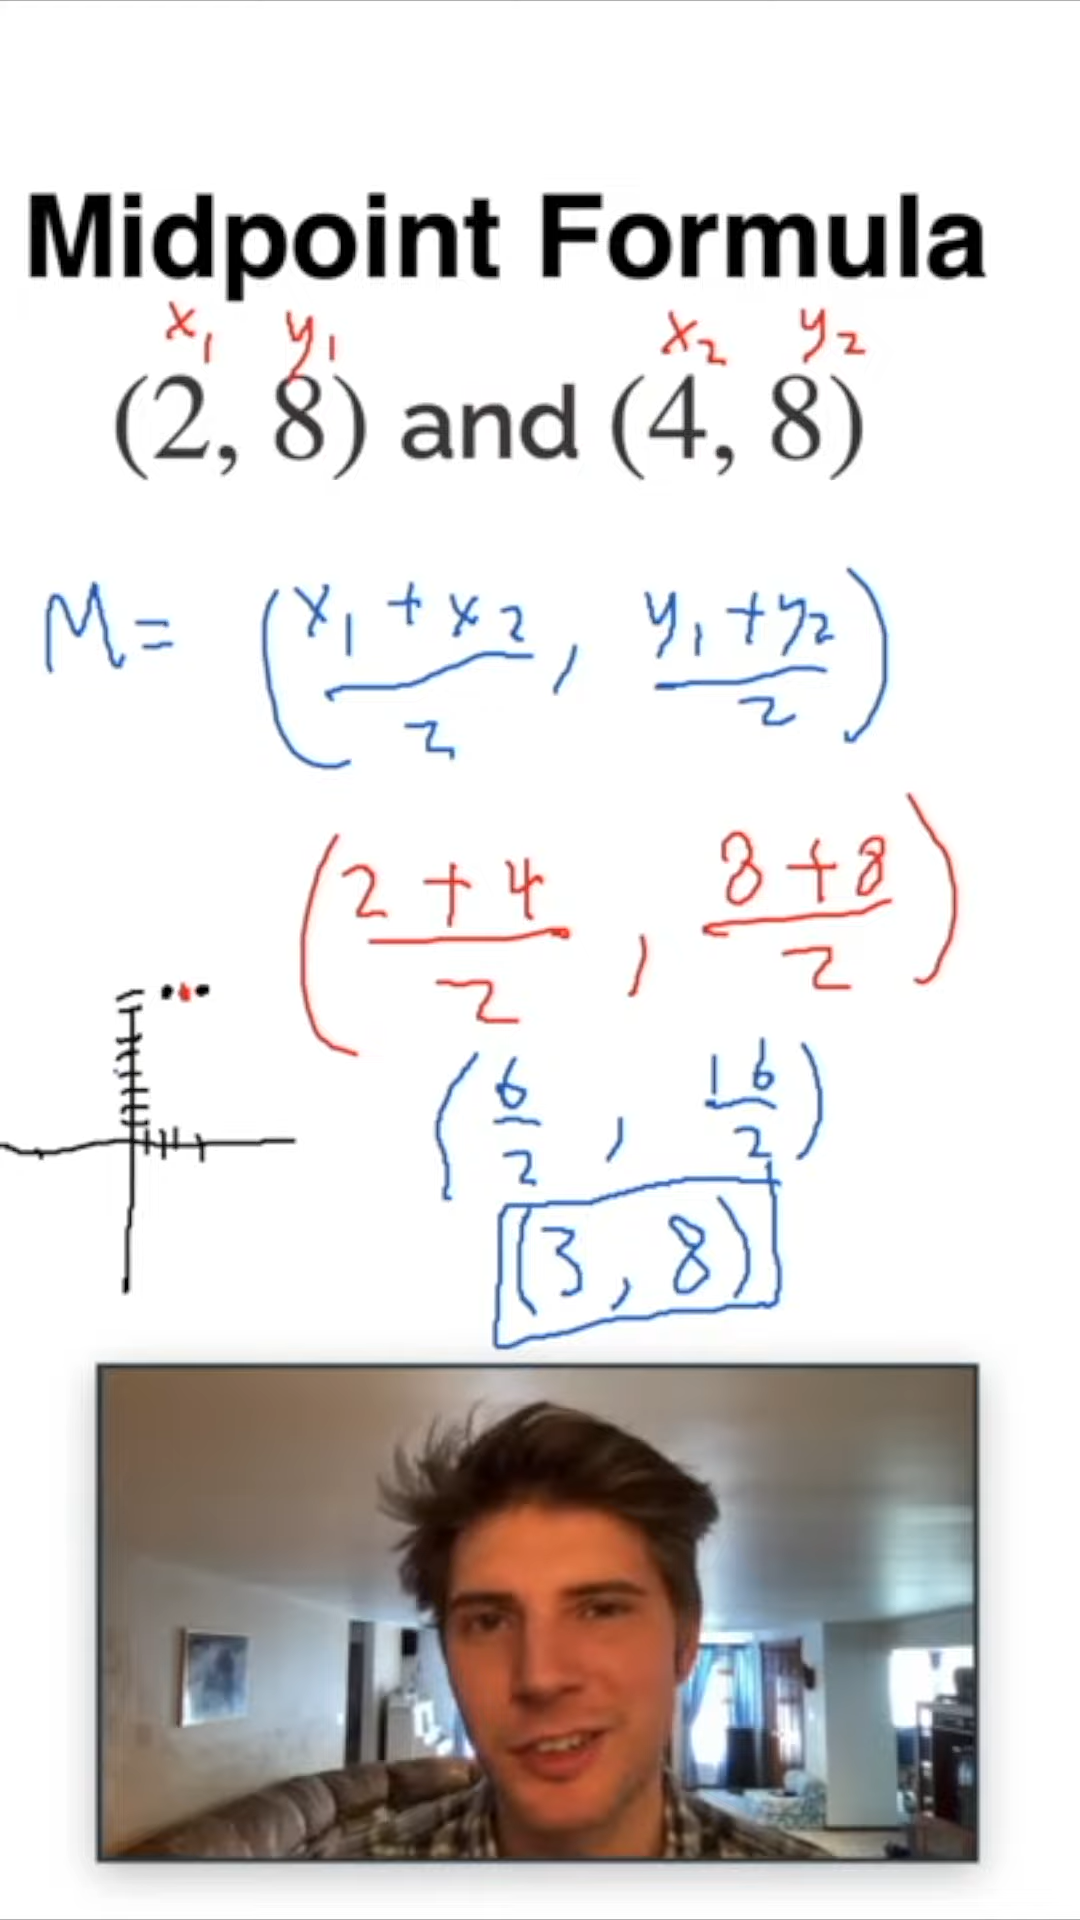 Midpoint Formula
x₁ y₁ x₂ y₂
(2, 8) and (4, 8)
M = (x₁ + x₂ / 2, y₁ + y₂ / 2)
(2 + 4 / 2, 8 + 8 / 2)
(6 / 2, 16 / 2)
(3, 8)